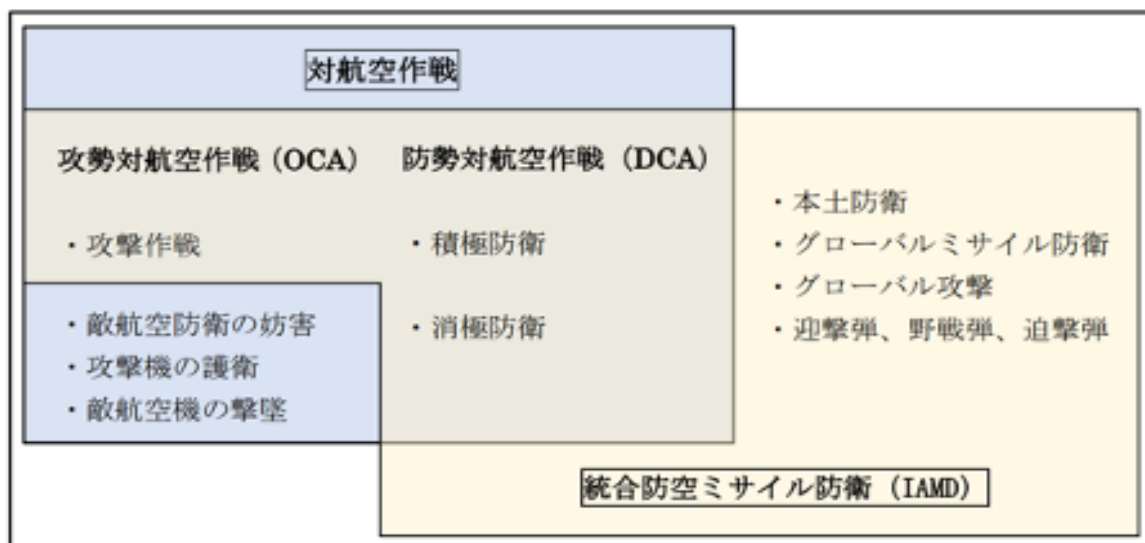 対航空作戦
攻勢対航空作戦 (OCA)
・攻撃作戦
・敵航空防衛の妨害
・攻撃機の護衛
・敵航空機の撃墜
防勢対航空作戦 (DCA)
・積極防衛
・消極防衛
・本土防衛
・グローバルミサイル防衛
・グローバル攻撃
・迎撃弾、野戦弾、迫撃弾
統合防空ミサイル防衛 (IAMD)